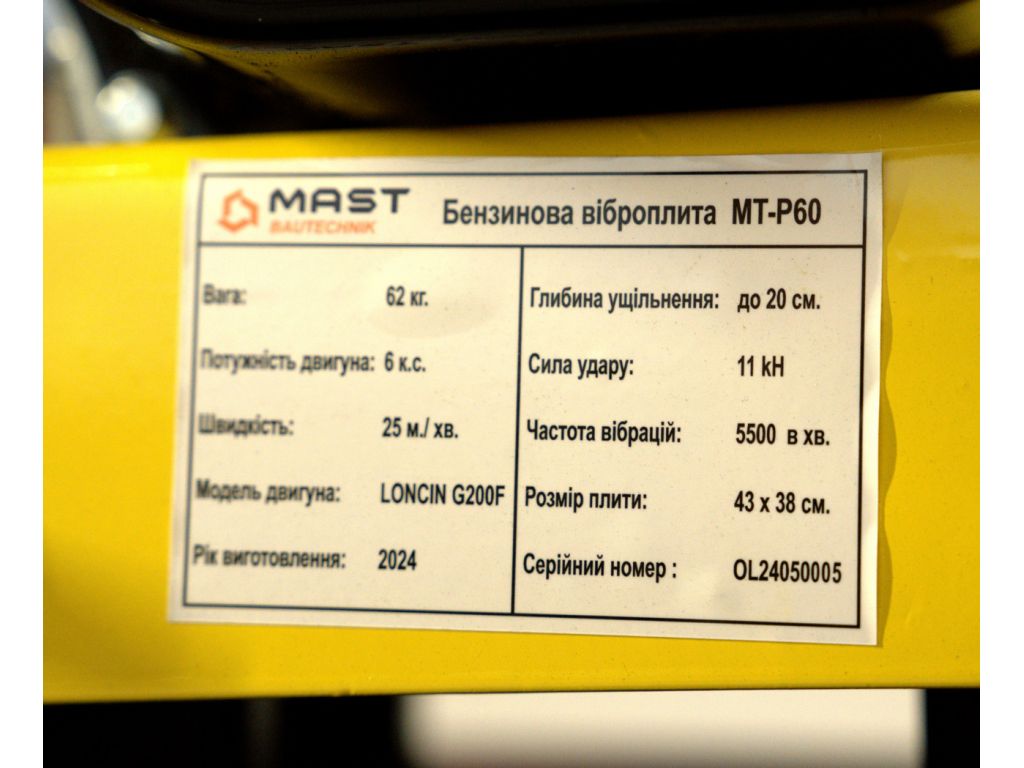 MAST
BAUTECHNIK
Бензинова віброплита МТ-Р60
Вага: 62 кг.
Потужність двигуна: 6 к.с.
Швидкість: 25 м./ хв.
Модель двигуна: LONCIN G200F
Рік виготовлення: 2024
Глибина ущільнення: до 20 см.
Сила удару: 11 kH
Частота вібрацій: 5500 в хв.
Розмір плити: 43 х 38 см.
Серійний номер : OL24050005